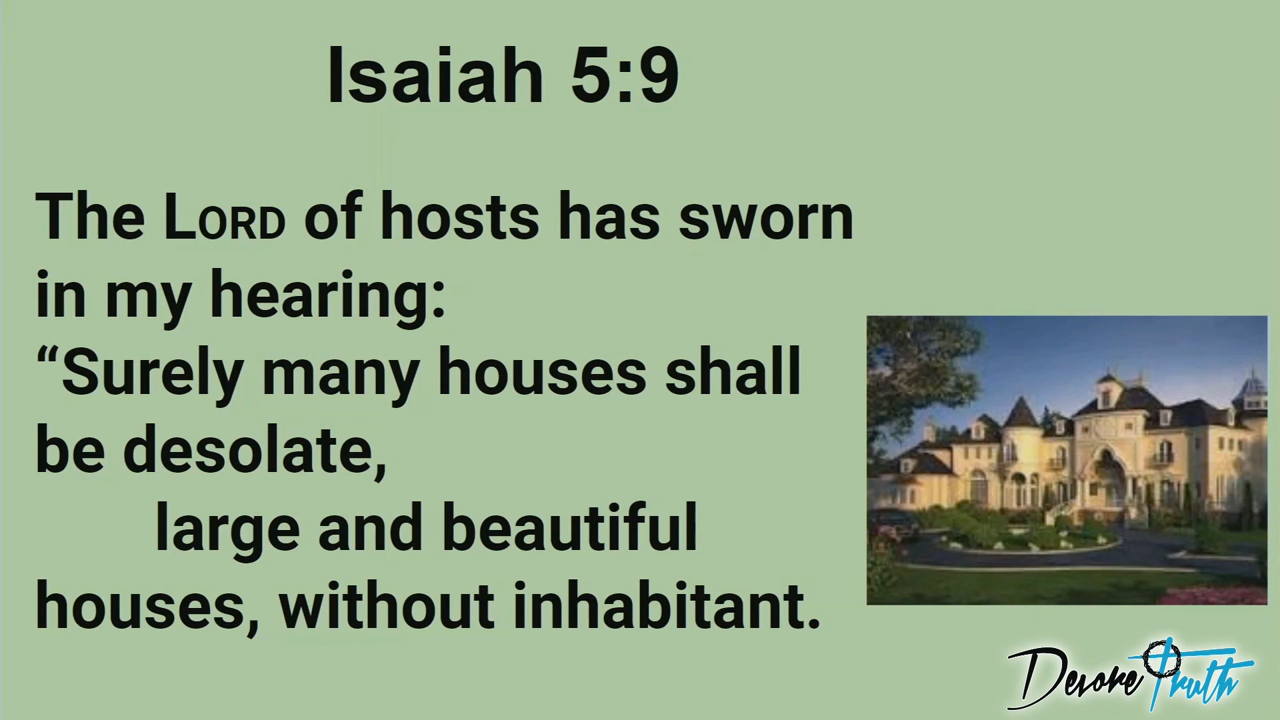 Isaiah 5:9
The LORD of hosts has sworn
in my hearing:
“Surely many houses shall
be desolate,
large and beautiful
houses, without inhabitant.
Devore Truth